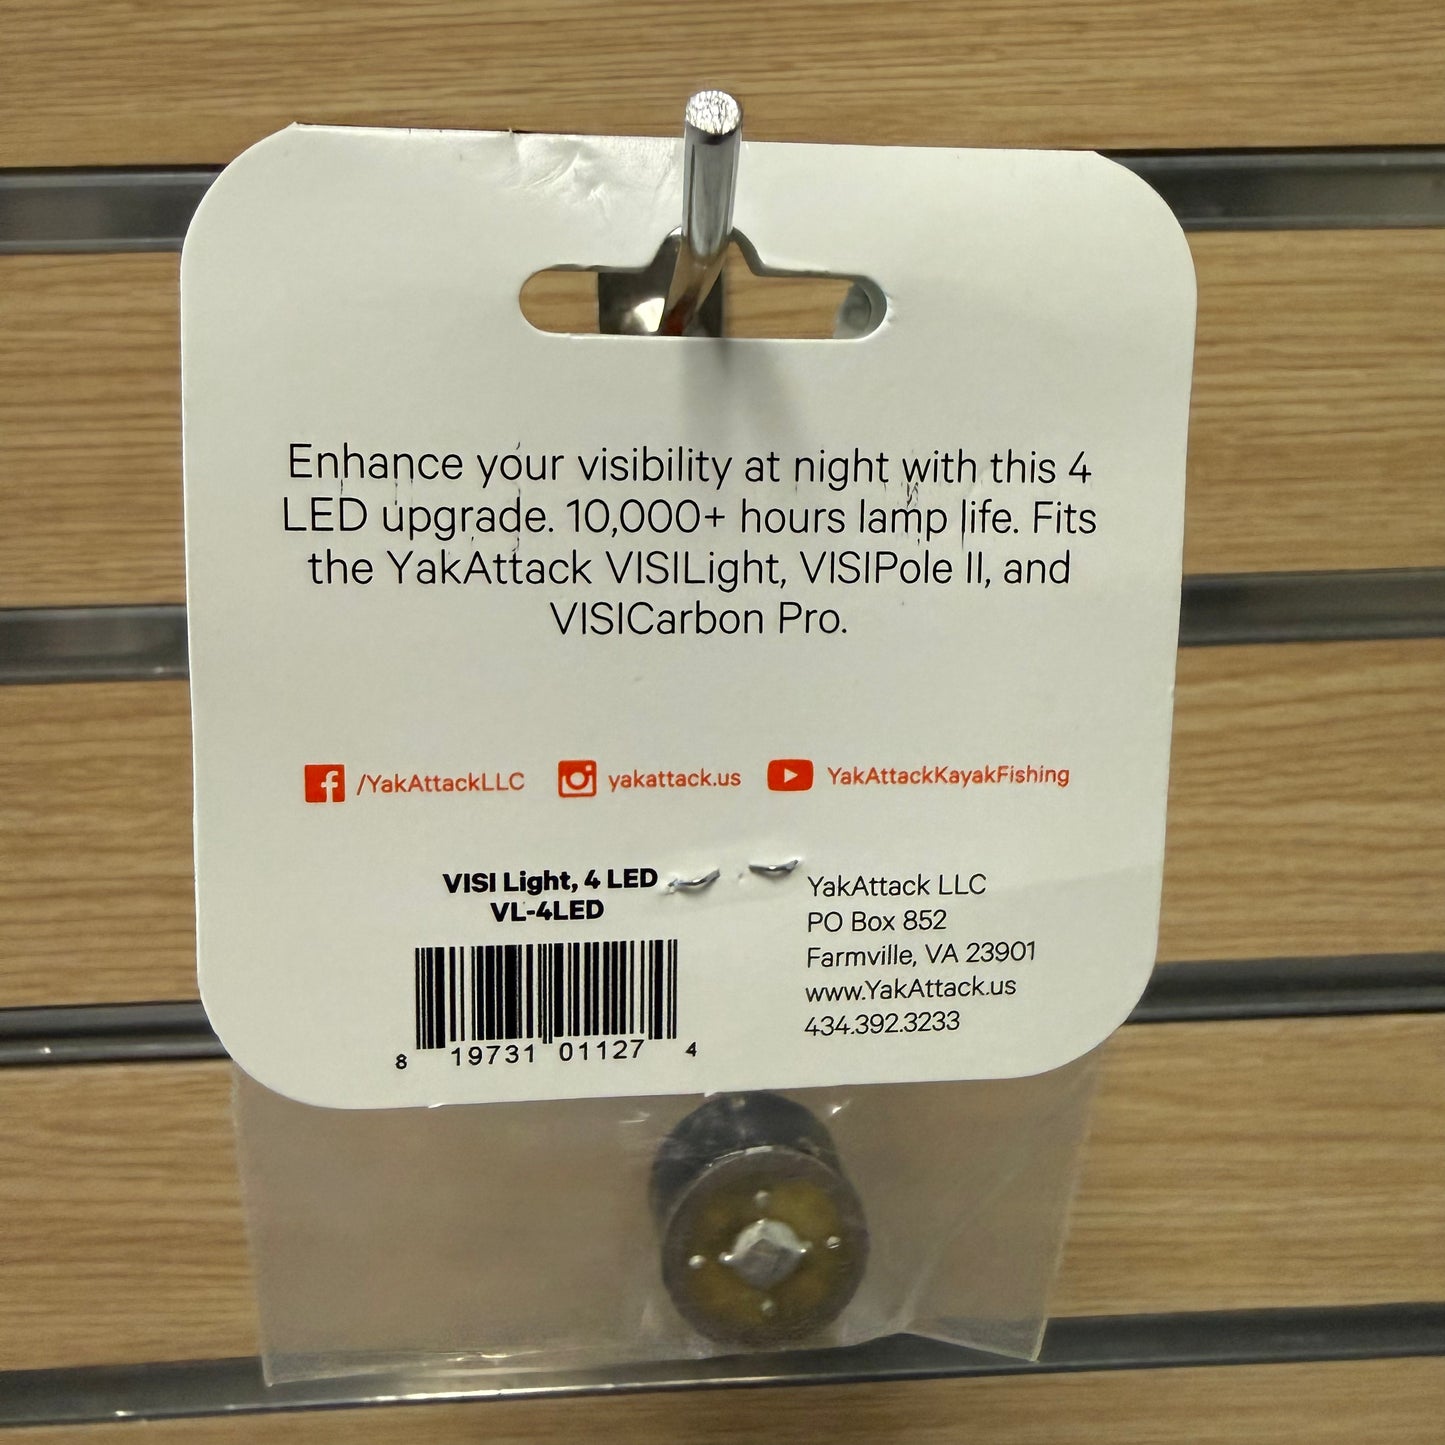 Enhance your visibility at night with this 4
LED upgrade. 10,000+ hours lamp life. Fits
the YakAttack VISILight, VISIPole II, and
VISICarbon Pro.
/YakAttackLLC yakattack.us YakAttackKayakFishing
VISI Light, 4 LED
VL-4LED
8 19731 01127 4
YakAttack LLC
PO Box 852
Farmville, VA 23901
www.YakAttack.us
434.392.3233